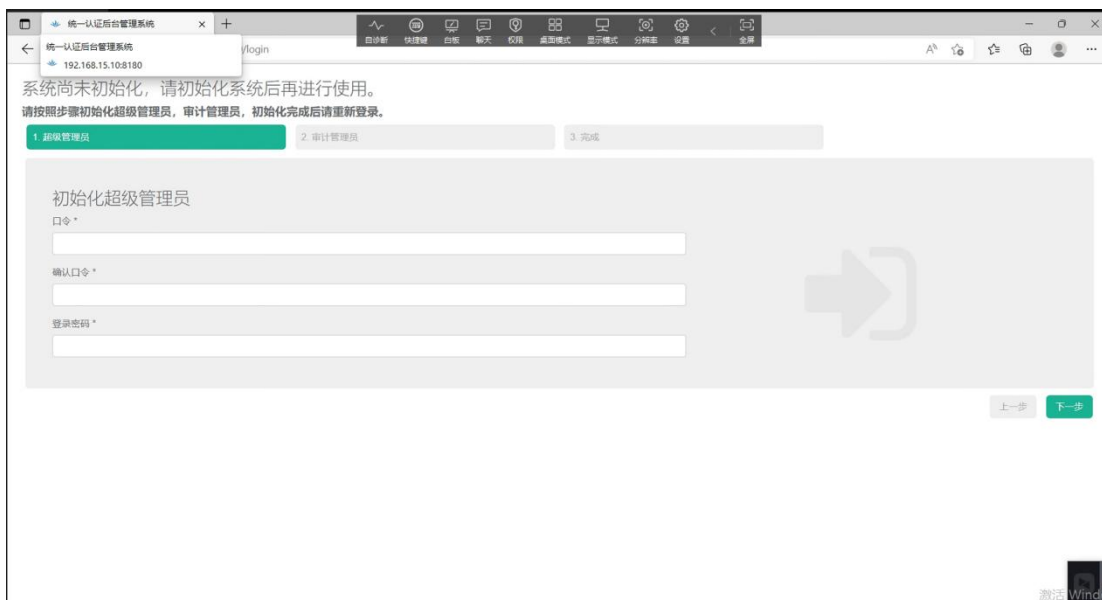 统一认证后台管理系统
自诊断 快捷键 白板 聊天 权限 桌面模式 显示模式 分辨率 设置 全屏
统一认证后台管理系统
/login
192.168.15.10:8180
系统尚未初始化，请初始化系统后再进行使用。
请按照步骤初始化超级管理员，审计管理员，初始化完成后请重新登录。
1. 超级管理员 2. 审计管理员 3. 完成
初始化超级管理员
口令 *
确认口令 *
登录密码 *
上一步 下一步
激活 Wind